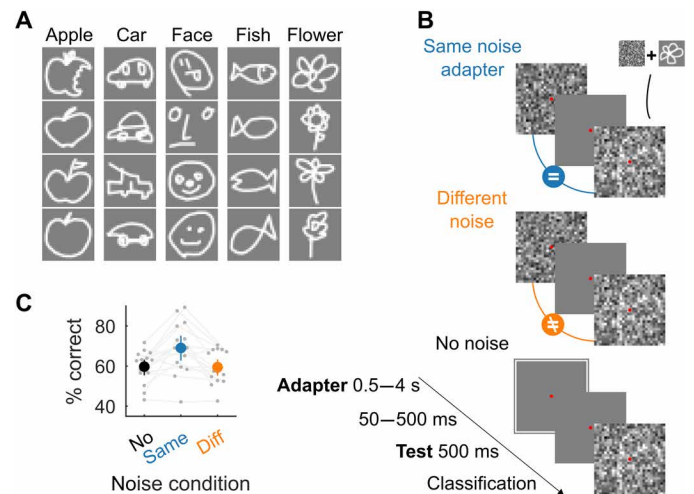 A
Apple Car Face Fish Flower
B
Same noise
adapter
+
=
Different
noise
≠
No noise
Adapter 0.5—4 s
50—500 ms
Test 500 ms
Classification
C
% correct
80
60
40
No
Same
Diff
Noise condition